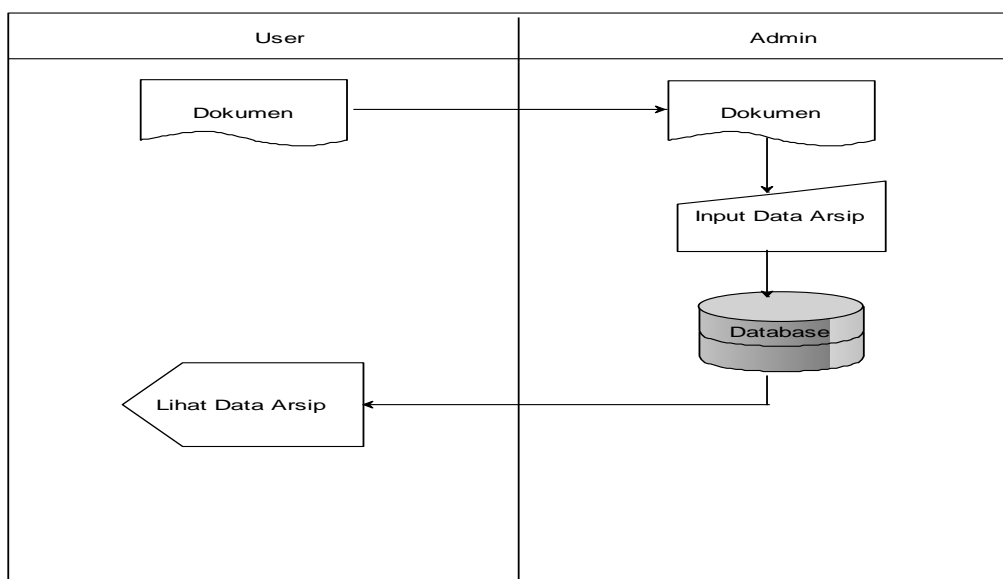 User
Admin
Dokumen
Dokumen
Input Data Arsip
Database
Lihat Data Arsip